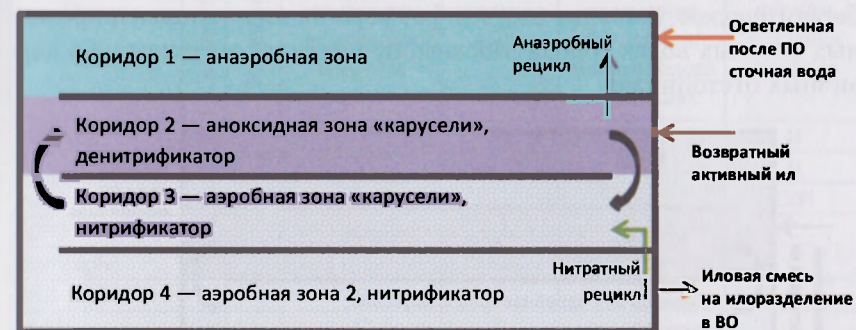 Осветленная
после ПО
сточная вода
Анаэробный
рецикл
Коридор 1 — анаэробная зона
Коридор 2 — аноксидная зона «карусели»,
денитрификатор
Возвратный
активный ил
Коридор 3 — аэробная зона «карусели»,
нитрификатор
Нитратный
рецикл
Коридор 4 — аэробная зона 2, нитрификатор
Иловая смесь
на илоразделение
в ВО